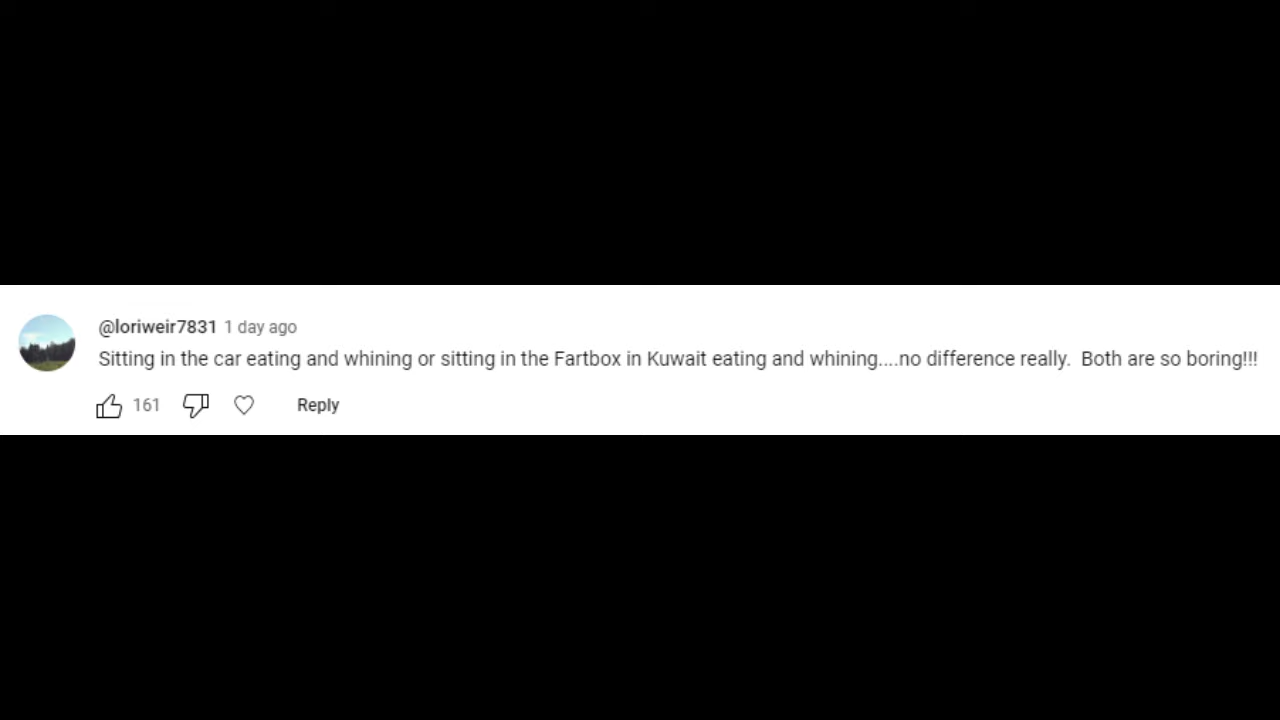 @loriweir7831 1 day ago
Sitting in the car eating and whining or sitting in the Fartbox in Kuwait eating and whining....no difference really.  Both are so boring!!!
161 Reply